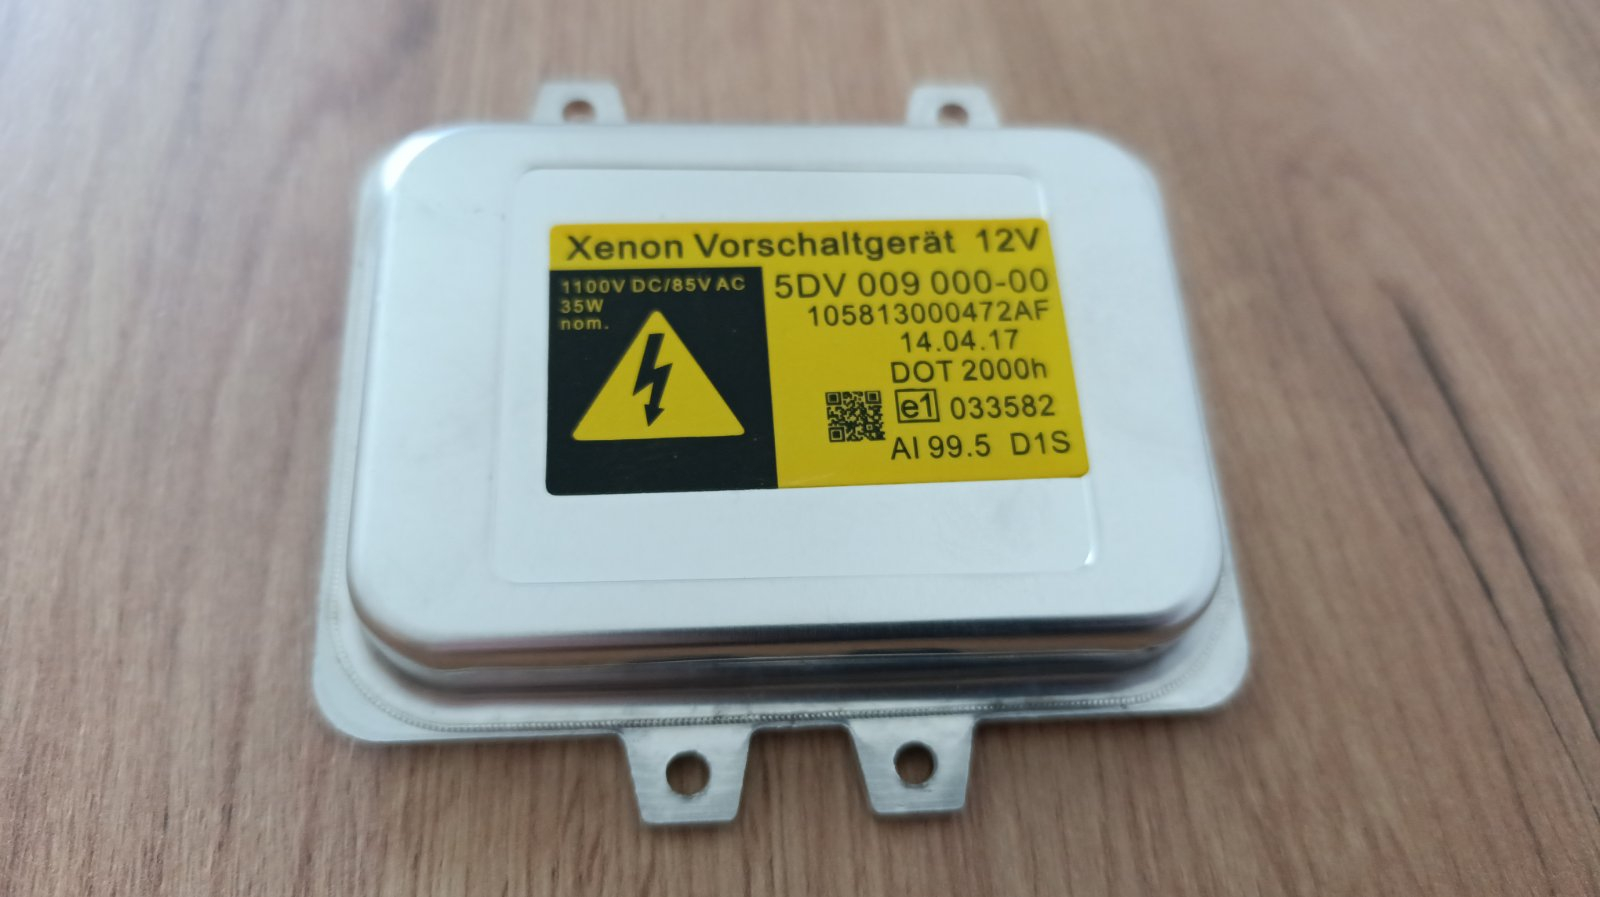 Xenon Vorschaltgerät 12V
1100V DC/85V AC
35W
nom.
5DV 009 000-00
105813000472AF
14.04.17
DOT 2000h
e1 033582
AI 99.5 D1S